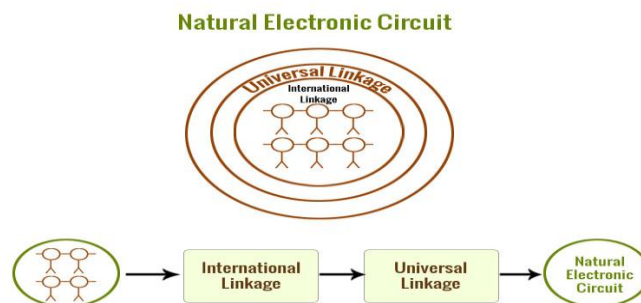 Natural Electronic Circuit
Universal Linkage
International
Linkage
International
Linkage
Universal
Linkage
Natural
Electronic
Circuit